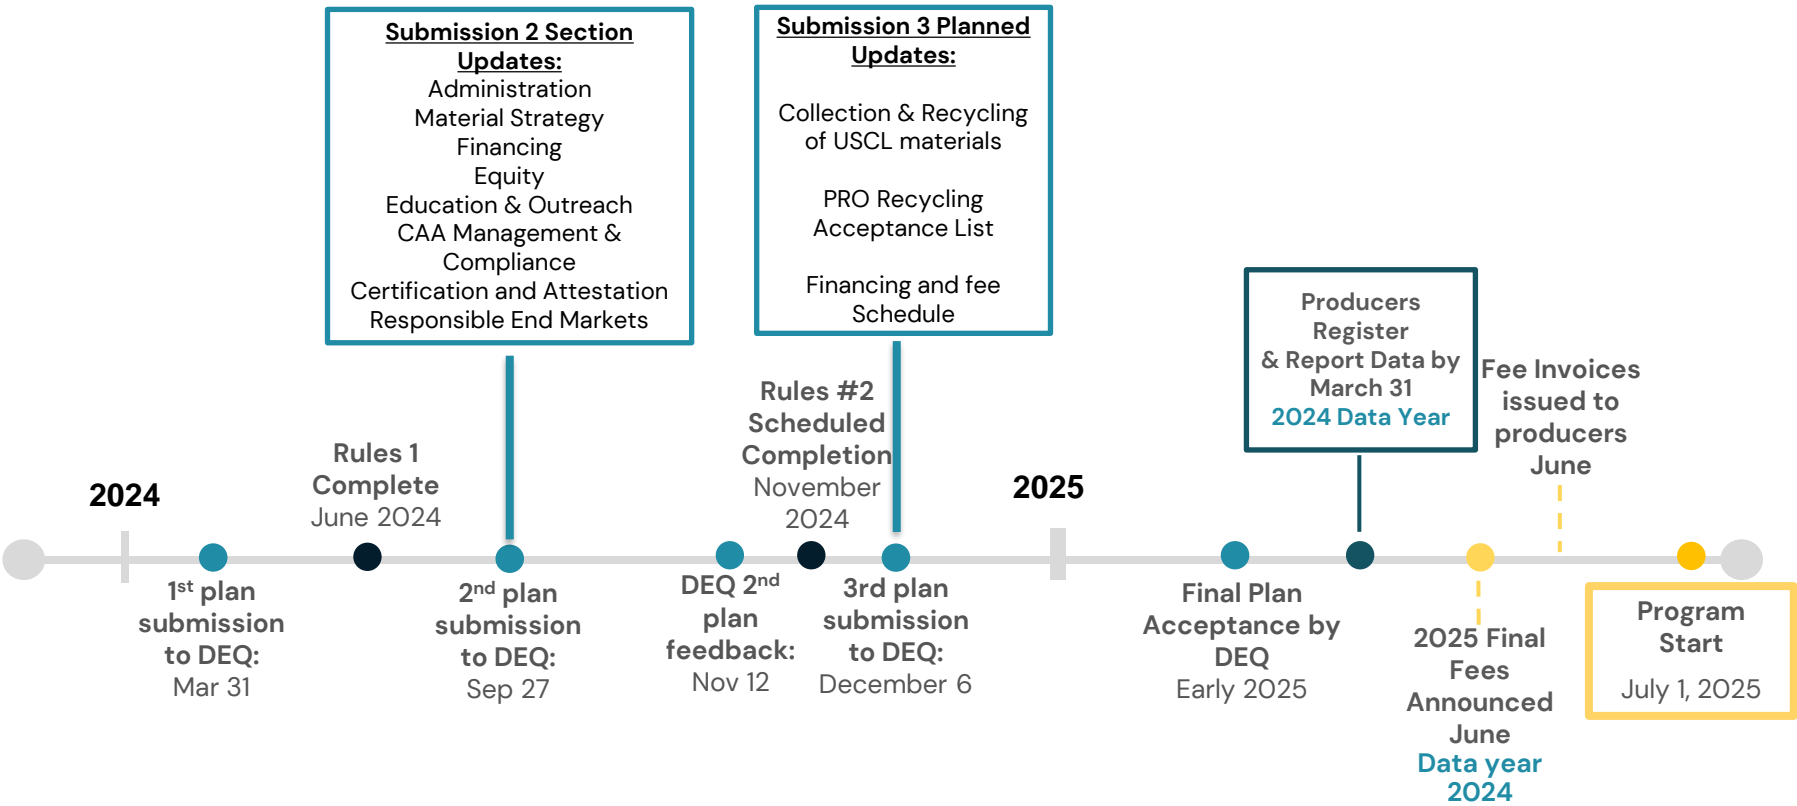 Submission 2 Section
Updates:
Administration
Material Strategy
Financing
Equity
Education & Outreach
CAA Management &
Compliance
Certification and Attestation
Responsible End Markets
Submission 3 Planned
Updates:
Collection & Recycling
of USCL materials
PRO Recycling
Acceptance List
Financing and fee
Schedule
Producers
Register
& Report Data by
March 31
2024 Data Year
Fee Invoices
issued to
producers
June
Rules #2
Scheduled
Completion
November
2024
Rules 1
Complete
June 2024
2024
2025
1st plan
submission
to DEQ:
Mar 31
2nd plan
submission
to DEQ:
Sep 27
DEQ 2nd
plan
feedback:
Nov 12
3rd plan
submission
to DEQ:
December 6
Final Plan
Acceptance by
DEQ
Early 2025
2025 Final
Fees
Announced
June
Data year
2024
Program
Start
July 1, 2025